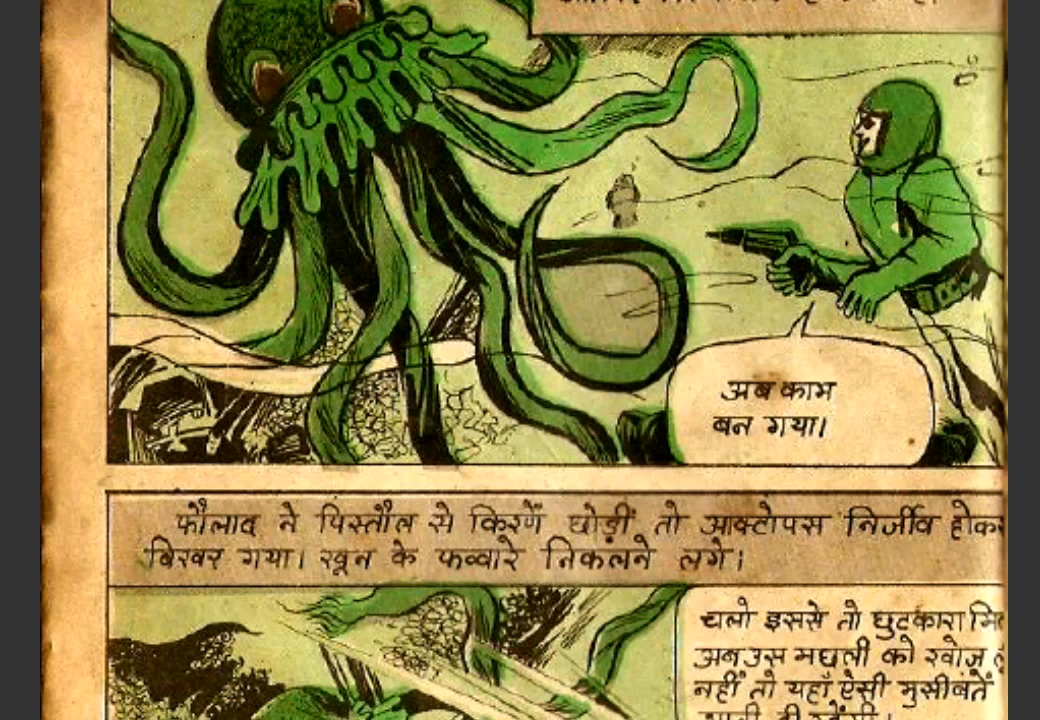 अब काम
बन गया।
फौलाद ने पिस्तौल से किरणें छोड़ीं तो आक्टोपस निर्जीव होकर
बिखर गया। खून के फव्वारे निकलने लगे।
चलो इससे तो छुटकारा
अब उस मछली को खोज
नहीं तो यहाँ ऐसी मुसीबतें